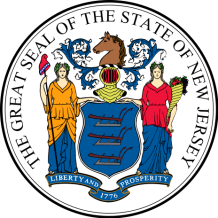 THE GREAT SEAL OF THE STATE OF NEW JERSEY
LIBERTY AND PROSPERITY
1776